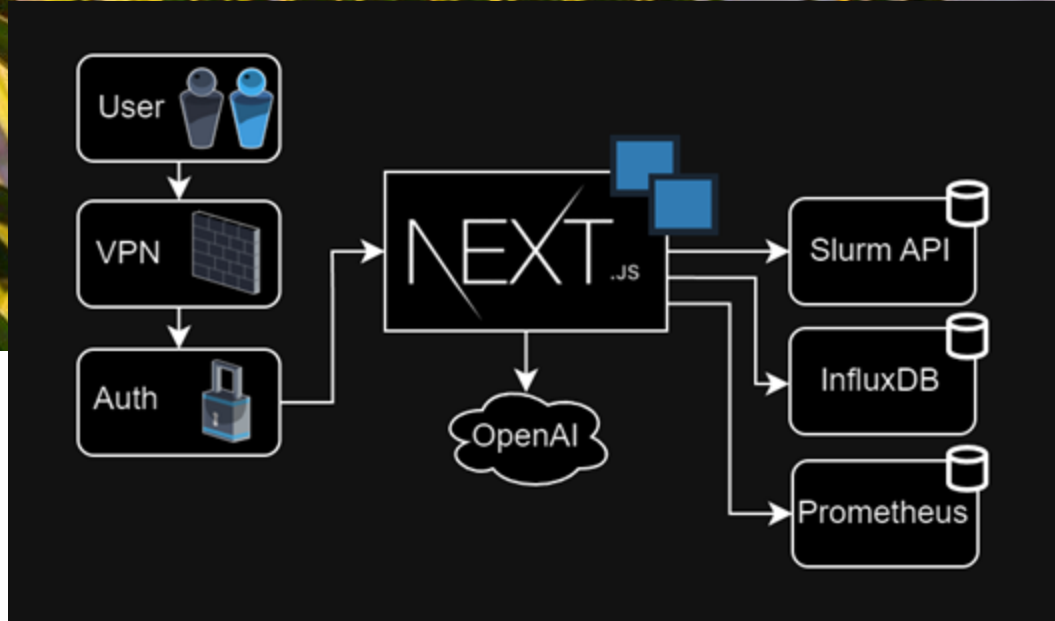 User
VPN
Auth
NEXT.JS
OpenAI
Slurm API
InfluxDB
Prometheus